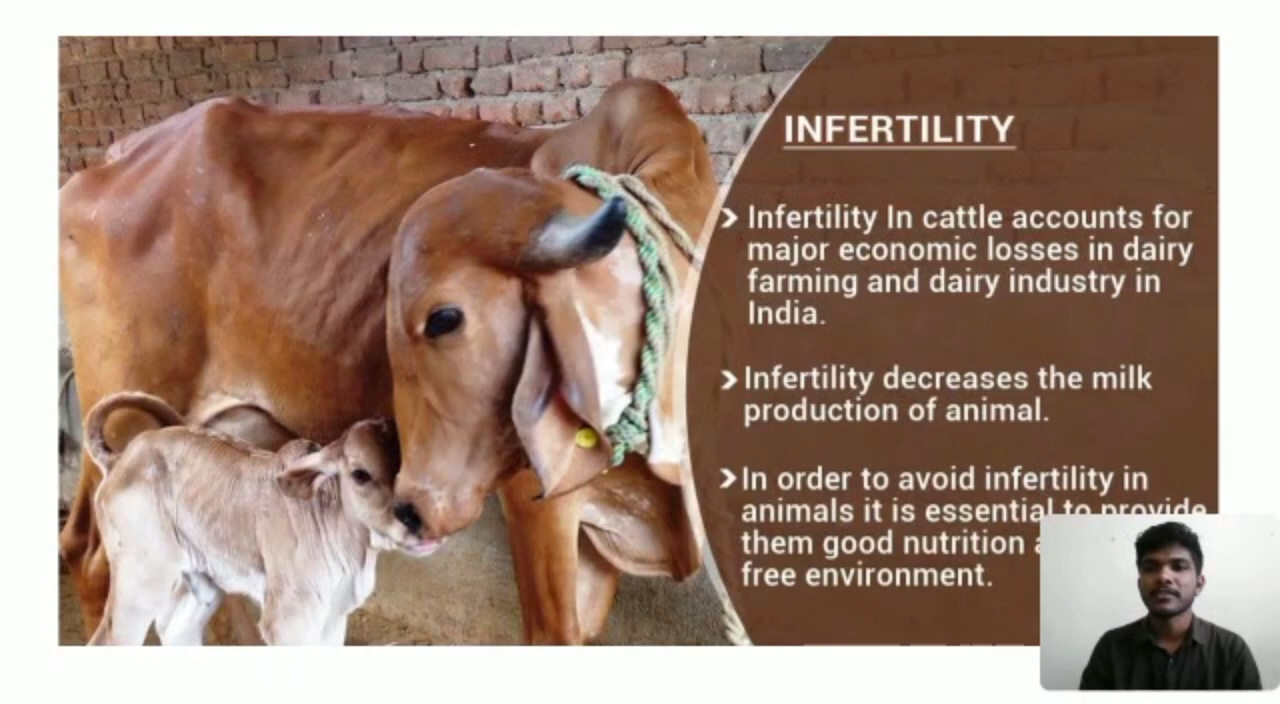 INFERTILITY
Infertility In cattle accounts for
major economic losses in dairy
farming and dairy industry in
India.
Infertility decreases the milk
production of animal.
In order to avoid infertility in
animals it is essential to provide
them good nutrition
free environment.